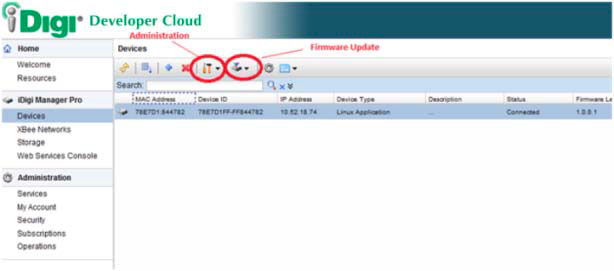 iDigi® Developer Cloud
Administration
Firmware Update
Home
Welcome
Resources
iDigi Manager Pro
Devices
XBee Networks
Storage
Web Services Console
Administration
Services
My Account
Security
Subscriptions
Operations
Devices
Search:
MAC Address Device ID IP Address Device Type Description Status Firmware Le
78E7D1:844782 78E7D1FF-FF844782 10.52.18.74 Linux Application ... Connected 1.0.0.1